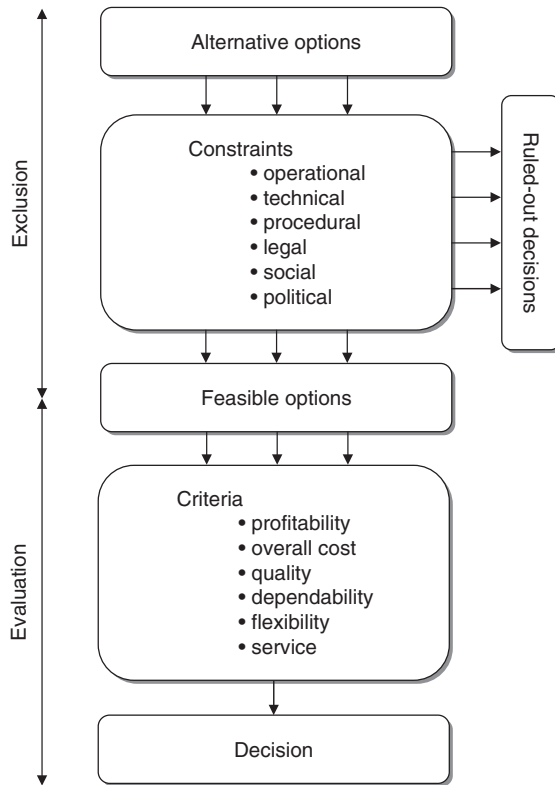 Alternative options
Exclusion
Constraints
• operational
• technical
• procedural
• legal
• social
• political
Ruled-out decisions
Feasible options
Evaluation
Criteria
• profitability
• overall cost
• quality
• dependability
• flexibility
• service
Decision